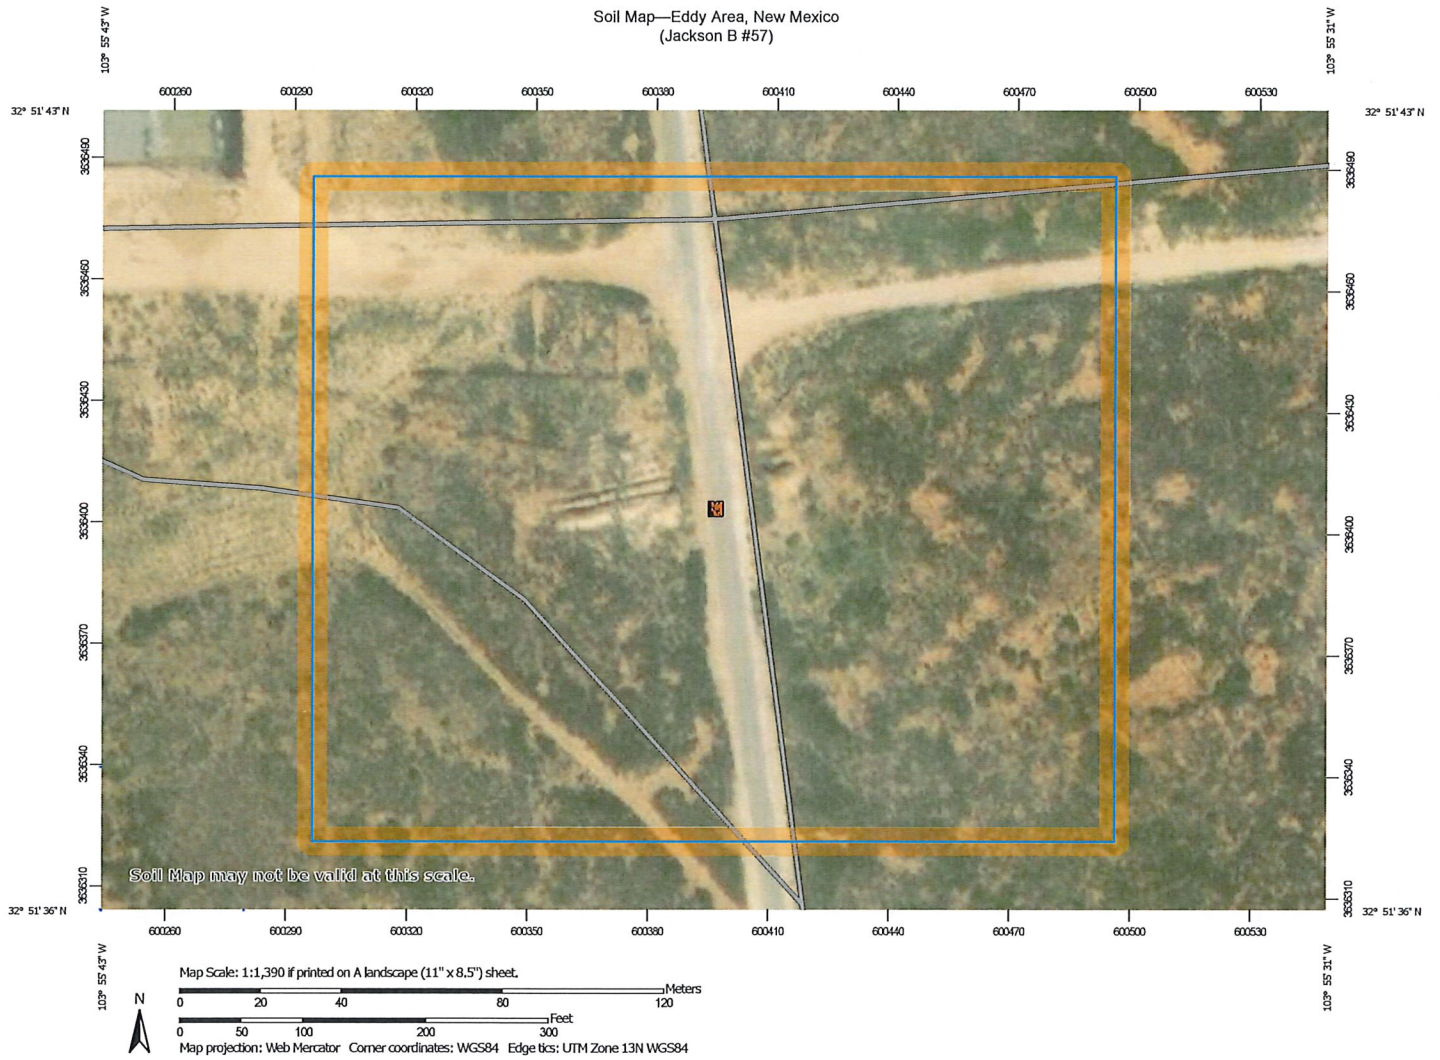 Soil Map—Eddy Area, New Mexico
(Jackson B #57)
103° 55' 43" W
103° 55' 31" W
600260 600290 600320 600350 600380 600410 600440 600470 600500 600530
32° 51' 43" N
32° 51' 43" N
3636490
3636460
3636430
3636400
3636370
3636340
3636310
3636490
3636460
3636430
3636400
3636370
3636340
3636310
Soil Map may not be valid at this scale.
32° 51' 36" N
32° 51' 36" N
600260 600290 600320 600350 600380 600410 600440 600470 600500 600530
103° 55' 43" W
103° 55' 31" W
Map Scale: 1:1,390 if printed on A landscape (11" x 8.5") sheet.
N
Meters
0 20 40 80 120
Feet
0 50 100 200 300
Map projection: Web Mercator Corner coordinates: WGS84 Edge tics: UTM Zone 13N WGS84